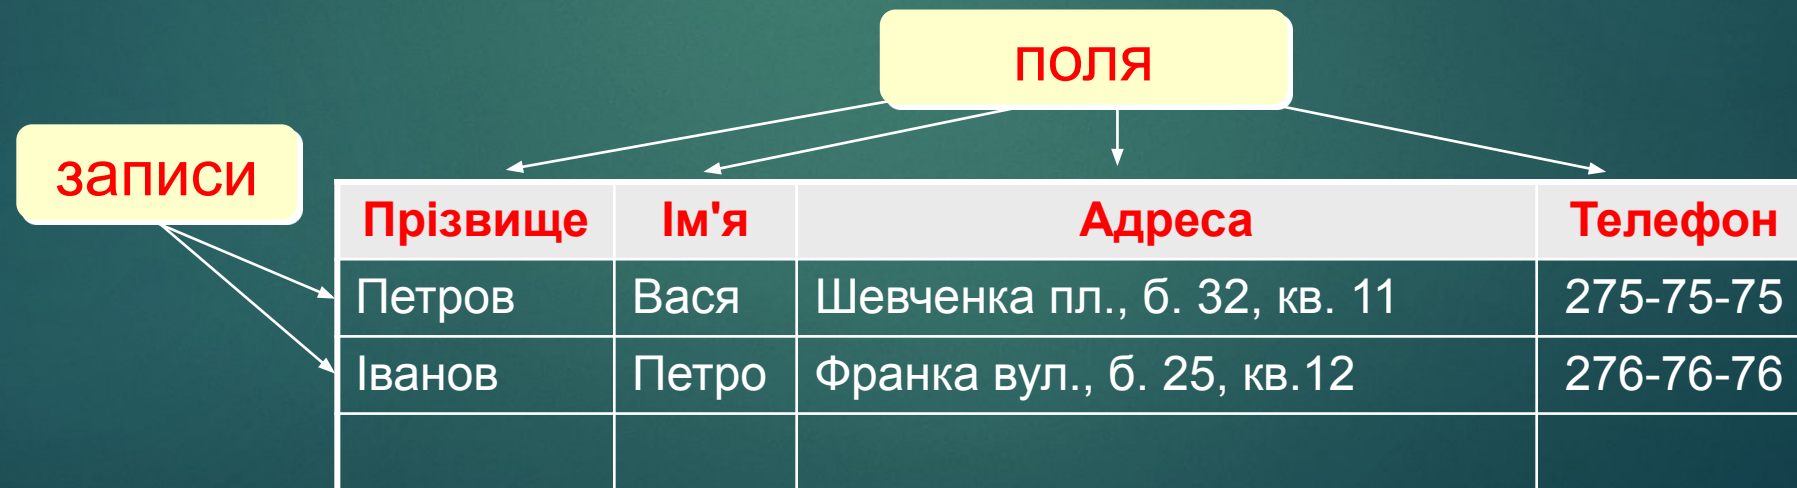 поля
записи
Прізвище Ім'я Адреса Телефон
Петров Вася Шевченка пл., б. 32, кв. 11 275-75-75
Іванов Петро Франка вул., б. 25, кв.12 276-76-76